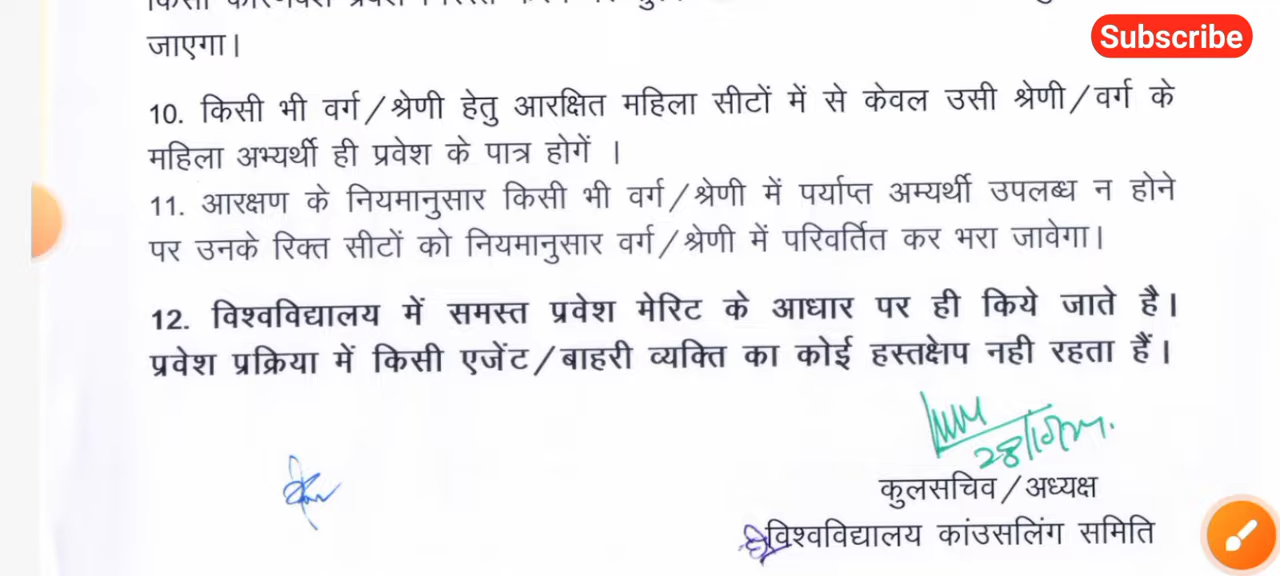 Subscribe
जाएगा।
10. किसी भी वर्ग/श्रेणी हेतु आरक्षित महिला सीटों में से केवल उसी श्रेणी/वर्ग के
महिला अभ्यर्थी ही प्रवेश के पात्र होगें ।
11. आरक्षण के नियमानुसार किसी भी वर्ग/श्रेणी में पर्याप्त अम्यर्थी उपलब्ध न होने
पर उनके रिक्त सीटों को नियमानुसार वर्ग/श्रेणी में परिवर्तित कर भरा जावेगा।
12. विश्वविद्यालय में समस्त प्रवेश मेरिट के आधार पर ही किये जाते है।
प्रवेश प्रक्रिया में किसी एजेंट/बाहरी व्यक्ति का कोई हस्तक्षेप नही रहता हैं।
कुलसचिव/अध्यक्ष
विश्वविद्यालय कांउसलिंग समिति